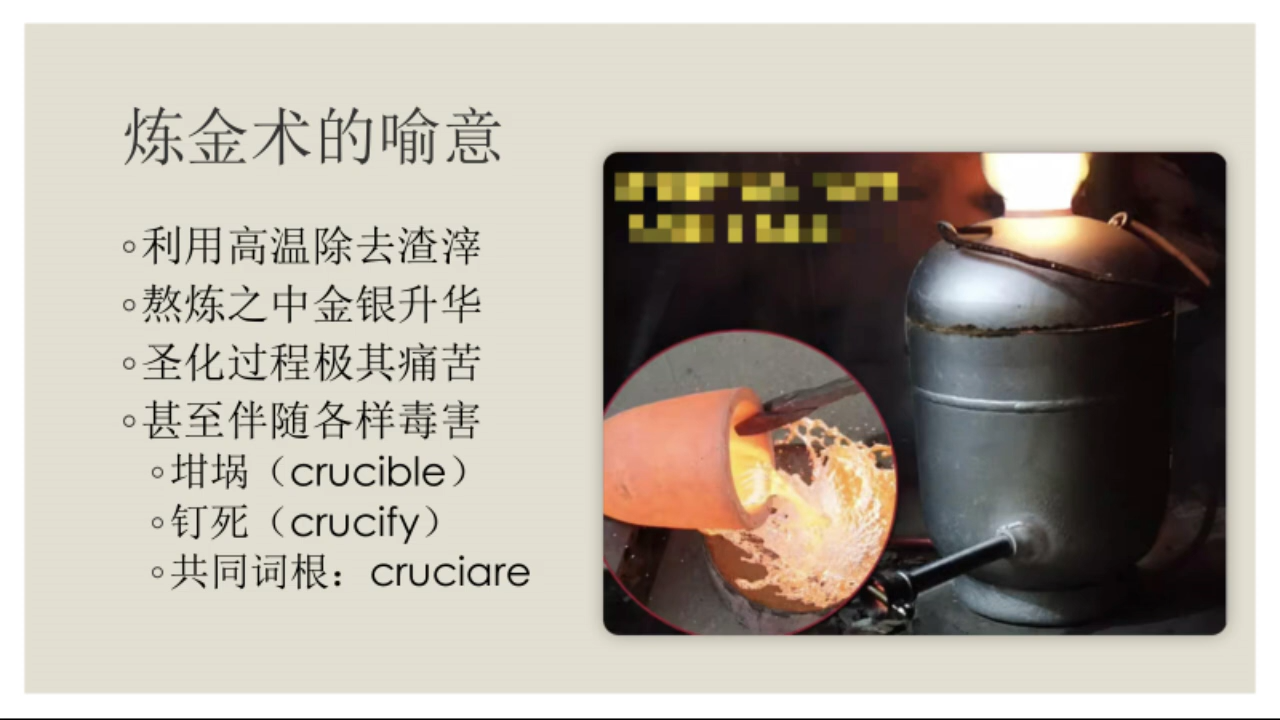 炼金术的喻意
◦利用高温除去渣滓
◦熬炼之中金银升华
◦圣化过程极其痛苦
◦甚至伴随各样毒害
◦坩埚（crucible）
◦钉死（crucify）
◦共同词根：cruciare